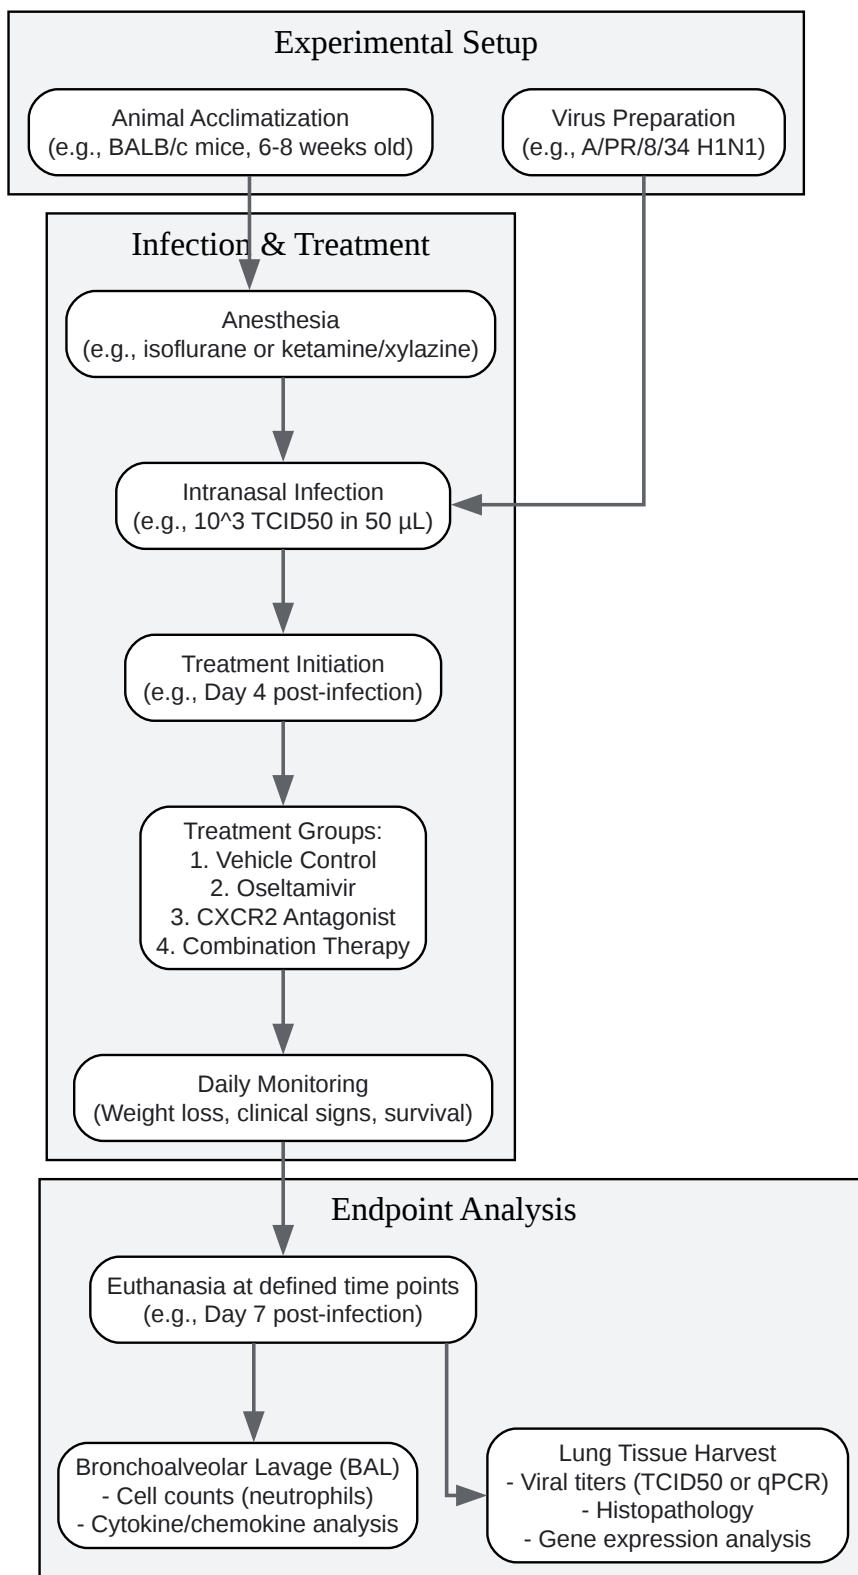 Experimental Setup
Animal Acclimatization
(e.g., BALB/c mice, 6-8 weeks old)
Virus Preparation
(e.g., A/PR/8/34 H1N1)
Infection & Treatment
Anesthesia
(e.g., isoflurane or ketamine/xylazine)
Intranasal Infection
(e.g., 10^3 TCID50 in 50 µL)
Treatment Initiation
(e.g., Day 4 post-infection)
Treatment Groups:
1. Vehicle Control
2. Oseltamivir
3. CXCR2 Antagonist
4. Combination Therapy
Daily Monitoring
(Weight loss, clinical signs, survival)
Endpoint Analysis
Euthanasia at defined time points
(e.g., Day 7 post-infection)
Bronchoalveolar Lavage (BAL)
- Cell counts (neutrophils)
- Cytokine/chemokine analysis
Lung Tissue Harvest
- Viral titers (TCID50 or qPCR)
- Histopathology
- Gene expression analysis